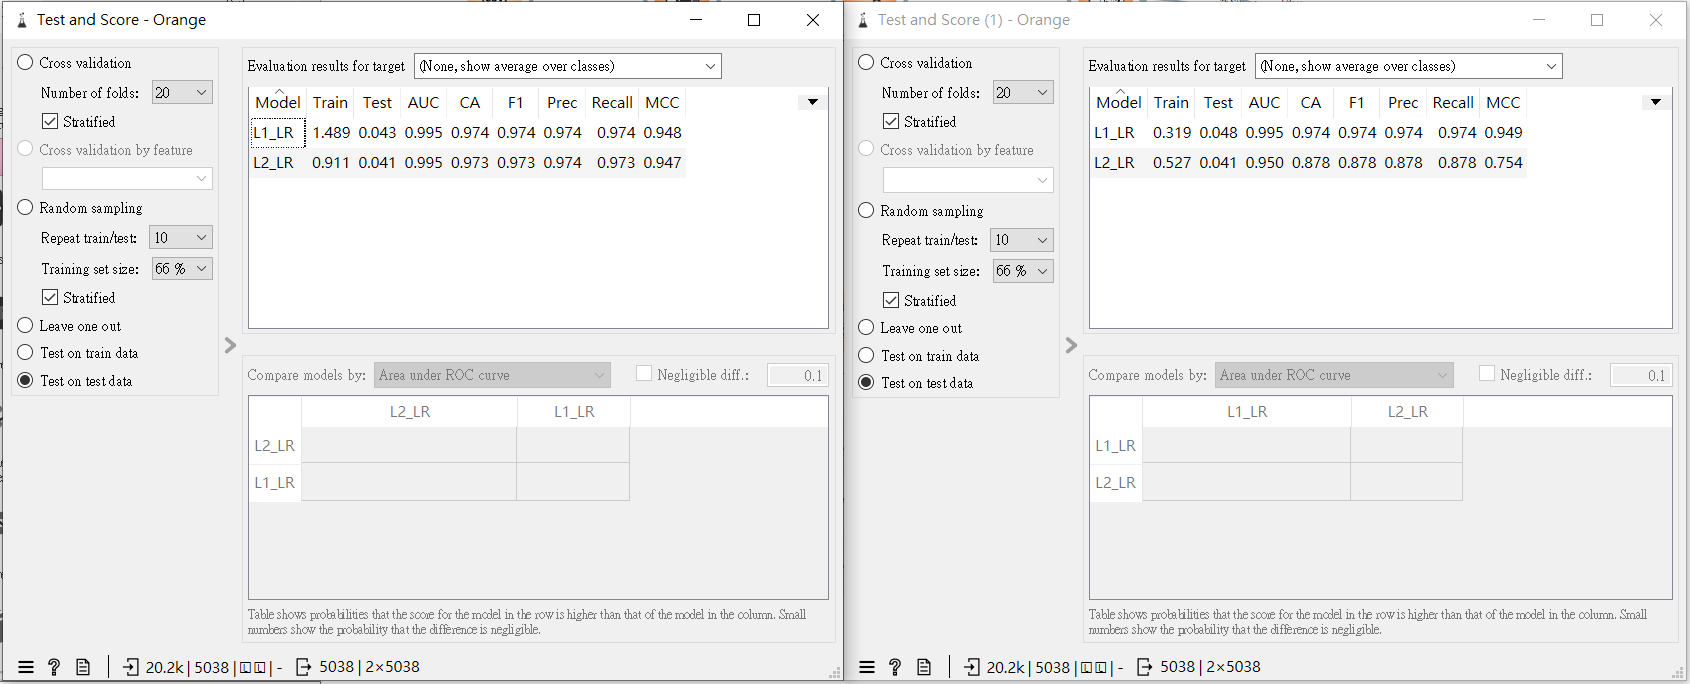 Test and Score - Orange
Cross validation
Number of folds: 20
Stratified
Cross validation by feature
Random sampling
Repeat train/test: 10
Training set size: 66 %
Stratified
Leave one out
Test on train data
Test on test data
Evaluation results for target (None, show average over classes)
Model Train Test AUC CA F1 Prec Recall MCC
L1_LR 1.489 0.043 0.995 0.974 0.974 0.974 0.974 0.948
L2_LR 0.911 0.041 0.995 0.973 0.973 0.974 0.973 0.947
Compare models by: Area under ROC curve Negligible diff.: 0.1
L2_LR L1_LR
L2_LR
L1_LR
Table shows probabilities that the score for the model in the row is higher than that of the model in the column. Small
numbers show the probability that the difference is negligible.
20.2k | 5038 | | - 5038 | 2×5038
Test and Score (1) - Orange
Cross validation
Number of folds: 20
Stratified
Cross validation by feature
Random sampling
Repeat train/test: 10
Training set size: 66 %
Stratified
Leave one out
Test on train data
Test on test data
Evaluation results for target (None, show average over classes)
Model Train Test AUC CA F1 Prec Recall MCC
L1_LR 0.319 0.048 0.995 0.974 0.974 0.974 0.974 0.949
L2_LR 0.527 0.041 0.950 0.878 0.878 0.878 0.878 0.754
Compare models by: Area under ROC curve Negligible diff.: 0.1
L1_LR L2_LR
L1_LR
L2_LR
Table shows probabilities that the score for the model in the row is higher than that of the model in the column. Small
numbers show the probability that the difference is negligible.
20.2k | 5038 | | - 5038 | 2×5038